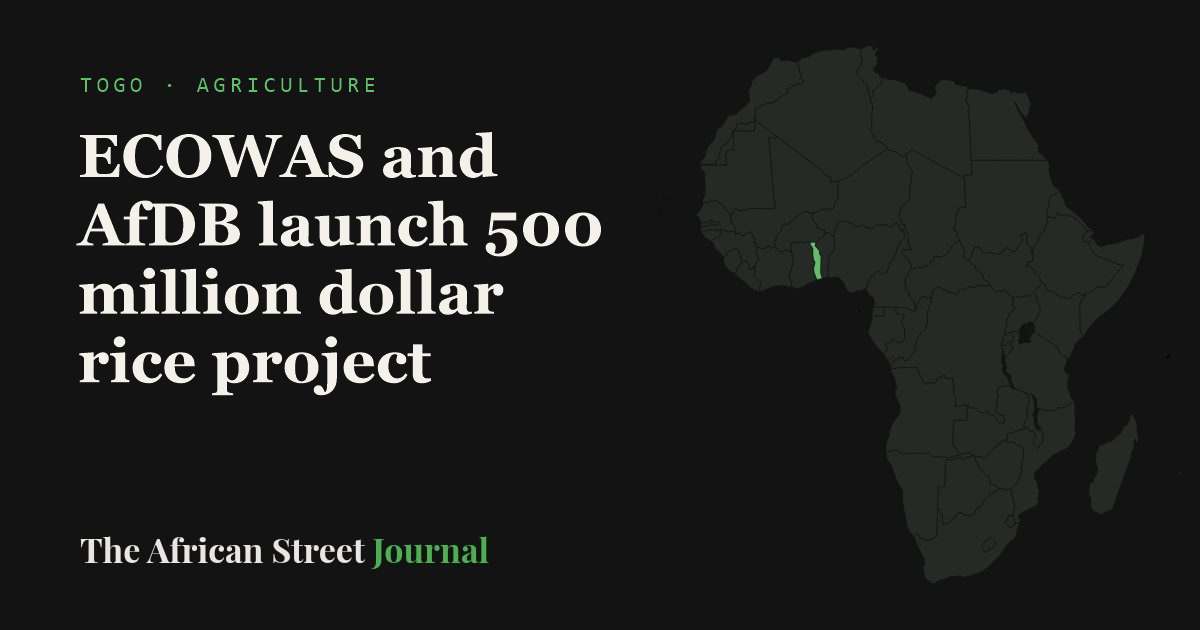 TOGO · AGRICULTURE
ECOWAS and
AfDB launch 500
million dollar
rice project
The African Street Journal